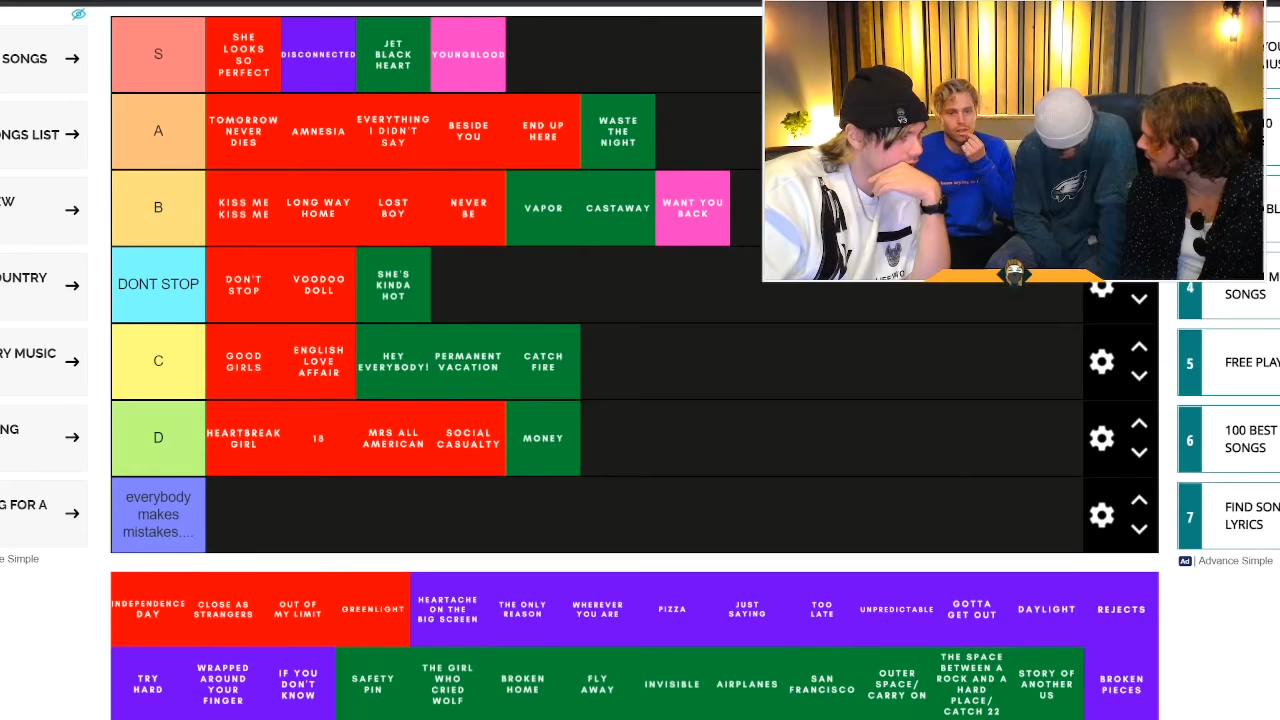 SONGS
ONGS LIST
EW
OUNTRY
RY MUSIC
NG
G FOR A
e Simple
S
SHE
LOOKS
SO
PERFECT
DISCONNECTED
JET
BLACK
HEART
YOUNGBLOOD
A
TOMORROW
NEVER
DIES
AMNESIA
EVERYTHING
I DIDN'T
SAY
BESIDE
YOU
END UP
HERE
WASTE
THE
NIGHT
B
KISS ME
KISS ME
LONG WAY
HOME
LOST
BOY
NEVER
BE
VAPOR
CASTAWAY
WANT YOU
BACK
DONT STOP
DON'T
STOP
VOODOO
DOLL
SHE'S
KINDA
HOT
C
GOOD
GIRLS
ENGLISH
LOVE
AFFAIR
HEY
EVERYBODY!
PERMANENT
VACATION
CATCH
FIRE
D
HEARTBREAK
GIRL
18
MRS ALL
AMERICAN
SOCIAL
CASUALTY
MONEY
everybody
makes
mistakes....
INDEPENDENCE
DAY
CLOSE AS
STRANGERS
OUT OF
MY LIMIT
GREENLIGHT
HEARTACHE
ON THE
BIG SCREEN
THE ONLY
REASON
WHEREVER
YOU ARE
PIZZA
JUST
SAYING
TOO
LATE
UNPREDICTABLE
GOTTA
GET OUT
DAYLIGHT
REJECTS
TRY
HARD
WRAPPED
AROUND
YOUR
FINGER
IF YOU
DON'T
KNOW
SAFETY
PIN
THE GIRL
WHO
CRIED
WOLF
BROKEN
HOME
FLY
AWAY
INVISIBLE
AIRPLANES
SAN
FRANCISCO
OUTER
SPACE/
CARRY ON
THE SPACE
BETWEEN A
ROCK AND A
HARD
PLACE/
CATCH 22
STORY OF
ANOTHER
US
BROKEN
PIECES
4
SONGS
5
FREE PLAY
6
100 BEST
SONGS
7
FIND SON
LYRICS
Ad | Advance Simple